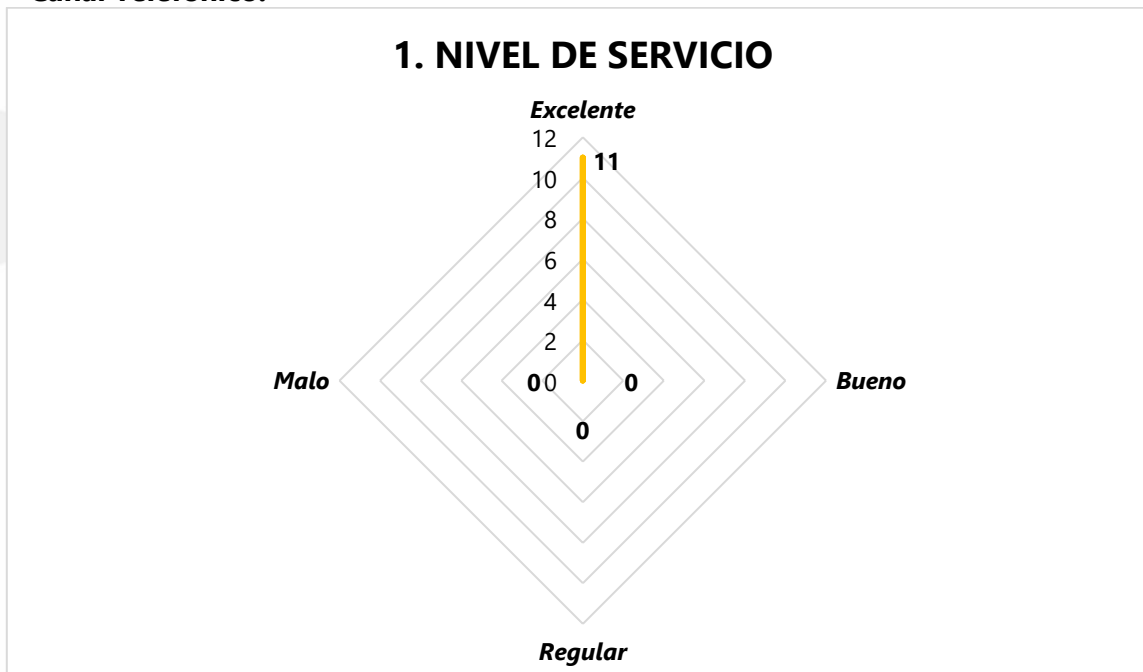 1. NIVEL DE SERVICIO
Excelente
12
11
10
8
6
4
2
Malo
0
0
0
Bueno
0
Regular